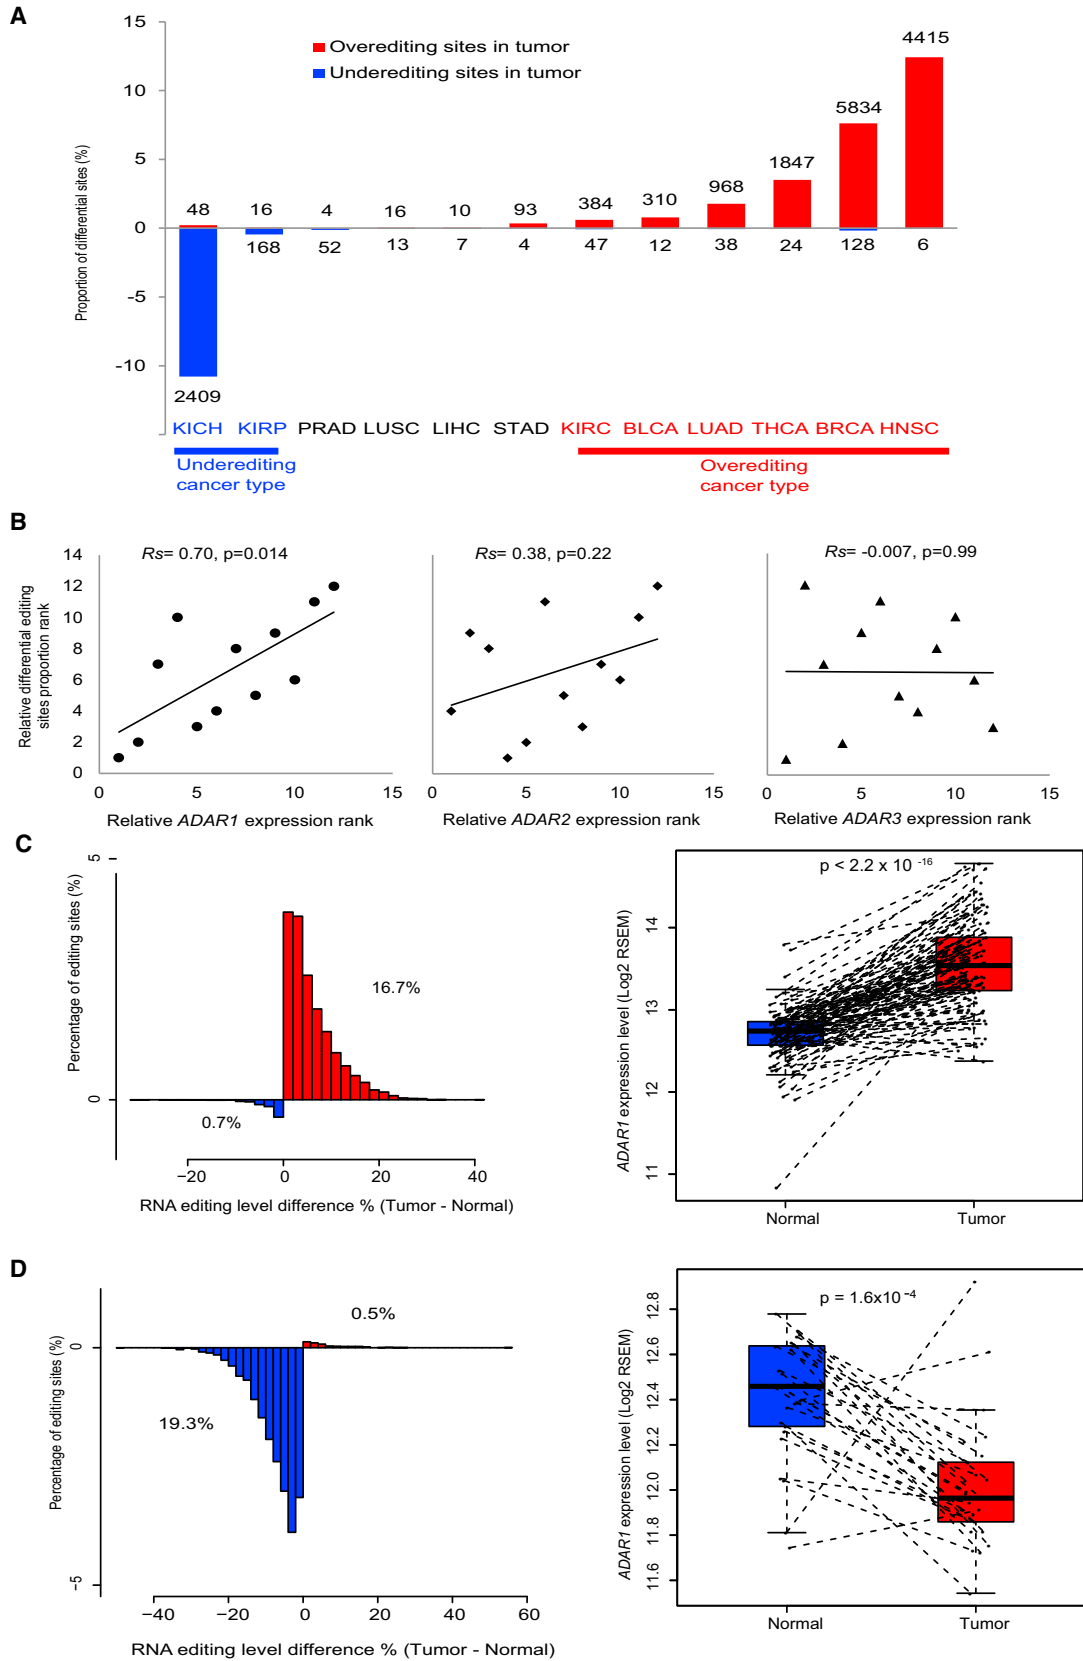 A
15
10
5
0
-5
-10
Proportion of differential sites (%)
Overediting sites in tumor
Underediting sites in tumor
48 16 4 16 10 93 384 310 968 1847 5834 4415
2409 168 52 13 7 4 47 12 38 24 128 6
KICH KIRP PRAD LUSC LIHC STAD KIRC BLCA LUAD THCA BRCA HNSC
Underediting
cancer type
Overediting
cancer type
B
Relative differential editing
sites proportion rank
14
12
10
8
6
4
2
0
Rs= 0.70, p=0.014
0 5 10 15
Relative ADAR1 expression rank
Rs= 0.38, p=0.22
0 5 10 15
Relative ADAR2 expression rank
Rs= -0.007, p=0.99
0 5 10 15
Relative ADAR3 expression rank
C
Percentage of editing sites (%)
5
0
16.7%
0.7%
−20 0 20 40
RNA editing level difference % (Tumor - Normal)
ADAR1 expression level (Log2 RSEM)
14
13
12
11
p < 2.2 x 10 -16
Normal Tumor
D
Percentage of editing sites (%)
0
−5
0.5%
19.3%
−40 −20 0 20 40 60
RNA editing level difference % (Tumor - Normal)
ADAR1 expression level (Log2 RSEM)
12.8
12.6
12.4
12.2
12.0
11.8
11.6
p = 1.6x10 -4
Normal Tumor